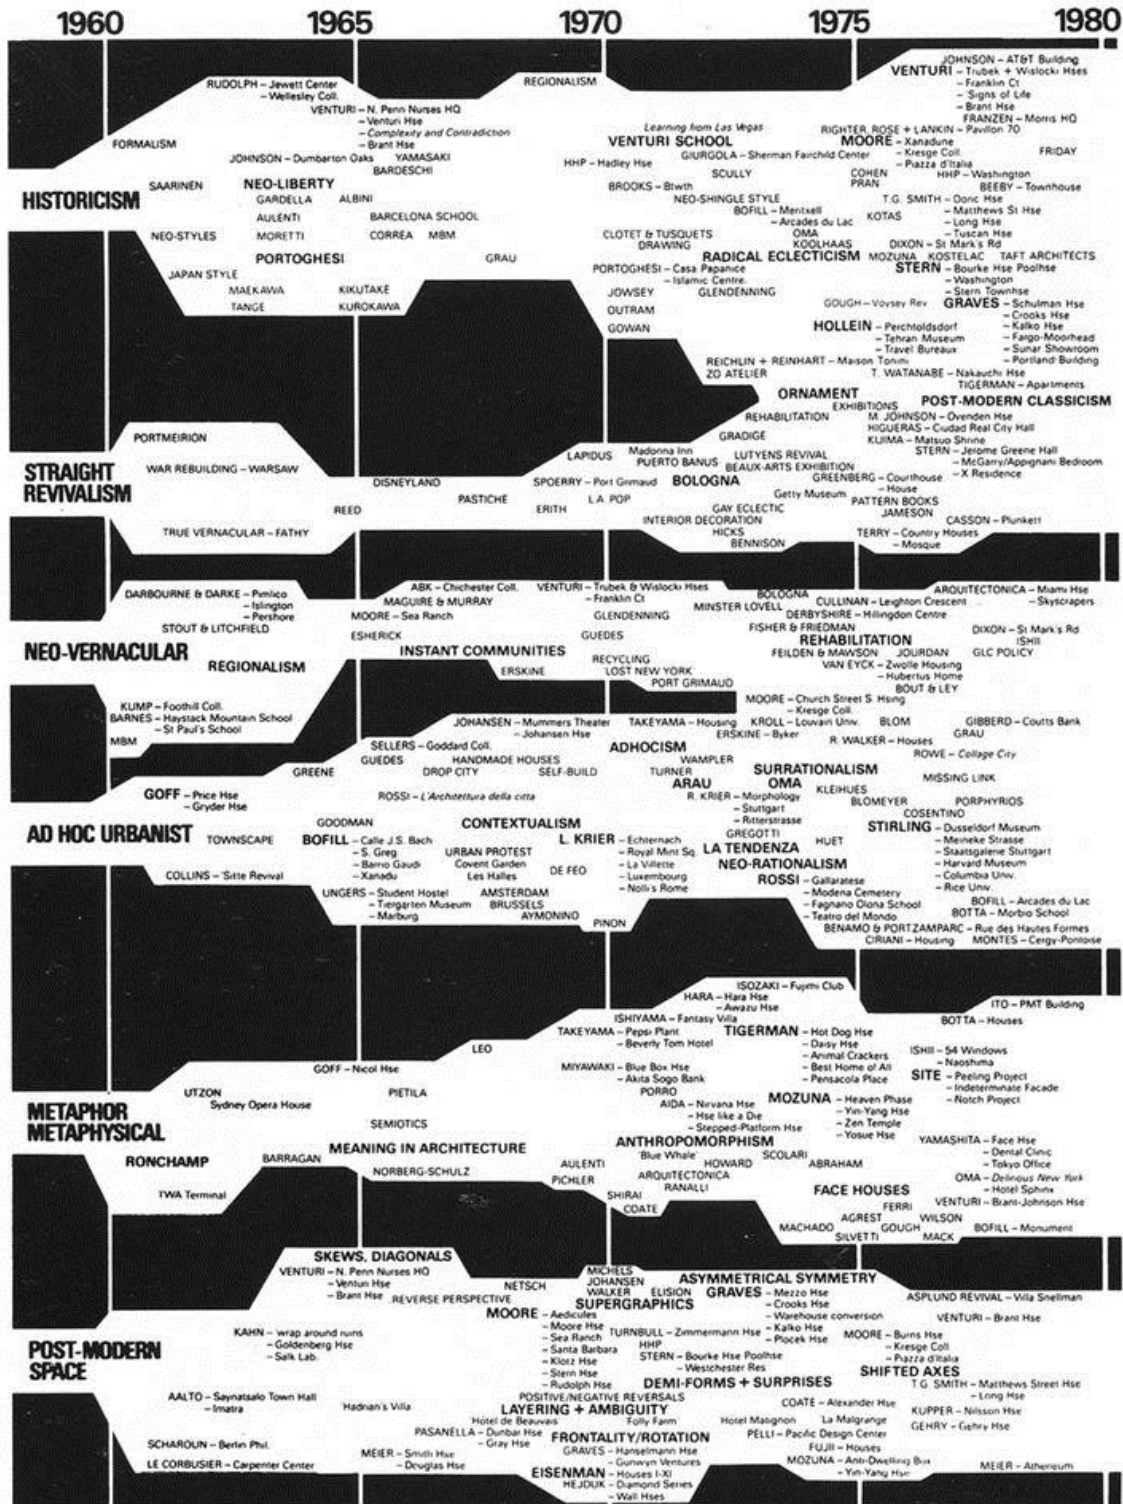 1960 1965 1970 1975 1980
RUDOLPH – Jewett Center
– Wellesley Coll.
REGIONALISM
JOHNSON – AT&T Building
VENTURI – Trubek + Wislocki Hses
– Franklin Ct
– Signs of Life
– Brant Hse
FRANZEN – Morris HQ
VENTURI – N. Penn Nurses HQ
– Venturi Hse
– Complexity and Contradiction
– Brant Hse
FORMALISM
Learning from Las Vegas
VENTURI SCHOOL
RIGHTER, ROSE + LANKIN – Pavilion 70
MOORE – Xanadune
– Kresge Coll.
– Piazza d'Italia
FRIDAY
JOHNSON – Dumbarton Oaks
YAMASAKI
BARDESCHI
HHP – Hadley Hse
GIURGOLA – Sherman Fairchild Center
SCULLY
COHEN
PRAN
HHP – Washington
BEEBY – Townhouse
HISTORICISM
SAARINEN
NEO-LIBERTY
GARDELLA ALBINI
AULENTI
BARCELONA SCHOOL
NEO-STYLES
MORETTI
CORREA MBM
BROOKS – Btwth
NEO-SHINGLE STYLE
BOFILL – Mentxell
– Arcades du Lac
KOTAS
T.G. SMITH – Doric Hse
– Matthews St Hse
– Long Hse
– Tuscan Hse
CLOTET & TUSQUETS
DRAWING
OMA
KOOLHAAS
DIXON – St Mark's Rd
PORTOGHESI
GRAU
RADICAL ECLECTICISM
MOZUNA KOSTELAC TAFT ARCHITECTS
JAPAN STYLE
MAEKAWA KIKUTAKE
TANGE KUROKAWA
PORTOGHESI – Casa Papanice
– Islamic Centre.
STERN – Bourke Hse Poolhse
– Washington
– Stern Townhse
JOWSEY GLENDENNING
OUTRAM
GOWAN
GOUGH – Voysey Rev
GRAVES – Schulman Hse
– Crooks Hse
– Kalko Hse
– Fargo-Moorhead
– Sunar Showroom
– Portland Building
HOLLEIN – Perchtoldsdorf
– Tehran Museum
– Travel Bureaux
REICHLIN + REINHART – Maison Tonini
ZO ATELIER
T. WATANABE – Nakauchi Hse
TIGERMAN – Apartments
ORNAMENT
EXHIBITIONS
POST-MODERN CLASSICISM
REHABILITATION
M. JOHNSON – Ovenden Hse
HIGUERAS – Ciudad Real City Hall
KIJIMA – Matsuo Shrine
STERN – Jerome Greene Hall
– McGarry/Appignani Bedroom
– X Residence
PORTMEIRION
GRADIGE
LAPIDUS
Madonna Inn
PUERTO BANUS
LUTYENS REVIVAL
BEAUX-ARTS EXHIBITION
STRAIGHT
REVIVALISM
WAR REBUILDING – WARSAW
DISNEYLAND
SPOERRY – Port Grimaud
BOLOGNA
GREENBERG – Courthouse
– House
PASTICHE
L.A. POP
Getty Museum
PATTERN BOOKS
REED
ERITH
GAY ECLECTIC
JAMESON
INTERIOR DECORATION
CASSON – Plunkett
TRUE VERNACULAR – FATHY
HICKS
BENNISON
TERRY – Country Houses
– Mosque
DARBOURNE & DARKE – Pimlico
– Islington
– Pershore
STOUT & LITCHFIELD
ABK – Chichester Coll.
MAGUIRE & MURRAY
MOORE – Sea Ranch
VENTURI – Trubek & Wislocki Hses
– Franklin Ct
GLENDENNING
BOLOGNA
MINSTER LOVELL
CULLINAN – Leighton Crescent
DERBYSHIRE – Hillingdon Centre
ARQUITECTONICA – Miami Hse
– Skyscrapers
ESHERICK
GUEDES
FISHER & FRIEDMAN
REHABILITATION
DIXON – St Mark's Rd
ISHII
NEO-VERNACULAR
REGIONALISM
INSTANT COMMUNITIES
RECYCLING
LOST NEW YORK
FEILDEN & MAWSON JOURDAN GLC POLICY
ERSKINE
PORT GRIMAUD
VAN EYCK – Zwolle Housing
– Hubertus Home
BOUT & LEY
KUMP – Foothill Coll.
BARNES – Haystack Mountain School
– St Paul's School
MBM
MOORE – Church Street S. Hsing
– Kresge Coll.
JOHANSEN – Mummers Theater
– Johansen Hse
TAKEYAMA – Housing
KROLL – Louvain Univ.
BLOM
GIBBERD – Coutts Bank
ERSKINE – Byker
GRAU
R. WALKER – Houses
SELLERS – Goddard Coll.
GUEDES
HANDMADE HOUSES
ADHOCISM
WAMPLER
ROWE – Collage City
GREENE
DROP CITY
SELF-BUILD
TURNER
SURRATIONALISM
MISSING LINK
ARAU
OMA
KLEIHUES
GOFF – Price Hse
– Gryder Hse
ROSSI – L'Architettura della citta
R. KRIER – Morphology
– Stuttgart
– Ritterstrasse
BLOMEYER
PORPHYRIOS
COSENTINO
AD HOC URBANIST
TOWNSCAPE
GOODMAN
BOFILL – Calle J.S. Bach
– S. Greg
– Barrio Gaudi
– Xanadu
CONTEXTUALISM
URBAN PROTEST
Covent Garden
Les Halles
L. KRIER – Echternach
– Royal Mint Sq.
– La Villette
– Luxembourg
– Nolli's Rome
GREGOTTI
LA TENDENZA
HUET
STIRLING – Dusseldorf Museum
– Meineke Strasse
– Staatsgalerie Stuttgart
– Harvard Museum
– Columbia Univ.
– Rice Univ.
DE FEO
NEO-RATIONALISM
COLLINS – Sitte Revival
UNGERS – Student Hostel
– Tiergarten Museum
– Marburg
AMSTERDAM
BRUSSELS
AYMONINO
PINON
ROSSI – Gallaratese
– Modena Cemetery
– Fagnano Olona School
– Teatro del Mondo
BOFILL – Arcades du Lac
BOTTA – Morbio School
BENAMO & PORTZAMPARC – Rue des Hautes Formes
CIRIANI – Housing MONTES – Cergy-Pontoise
ISOZAKI – Fujimi Club
HARA – Hara Hse
– Awazu Hse
ITO – PMT Building
ISHIYAMA – Fantasy Villa
BOTTA – Houses
TAKEYAMA – Pepsi Plant
– Beverly Tom Hotel
TIGERMAN – Hot Dog Hse
– Daisy Hse
– Animal Crackers
– Best Home of All
– Pensacola Place
LEO
ISHII – 54 Windows
– Naoshima
GOFF – Nicol Hse
MIYAWAKI – Blue Box Hse
– Akita Sogo Bank
SITE – Peeling Project
– Indeterminate Facade
– Notch Project
UTZON
Sydney Opera House
PIETILA
PORRO
AIDA – Nirvana Hse
– Hse like a Die
– Stepped-Platform Hse
MOZUNA – Heaven Phase
– Yin-Yang Hse
– Zen Temple
– Yosue Hse
METAPHOR
METAPHYSICAL
SEMIOTICS
MEANING IN ARCHITECTURE
ANTHROPOMORPHISM
'Blue Whale'
HOWARD
SCOLARI
ABRAHAM
YAMASHITA – Face Hse
– Dental Clinic
– Tokyo Office
RONCHAMP
BARRAGAN
NORBERG-SCHULZ
AULENTI
PICHLER
ARQUITECTONICA
RANALLI
OMA – Delirious New York
– Hotel Sphinx
TWA Terminal
SHIRAI
COATE
FACE HOUSES
VENTURI – Brant-Johnson Hse
FERRI
AGREST WILSON
MACHADO GOUGH
SILVETTI MACK
BOFILL – Monument
SKEWS, DIAGONALS
VENTURI – N. Penn Nurses HQ
– Venturi Hse
– Brant Hse
REVERSE PERSPECTIVE
NETSCH
MICHELS
JOHANSEN
WALKER ELISION
ASYMMETRICAL SYMMETRY
GRAVES – Mezzo Hse
– Crooks Hse
– Warehouse conversion
– Kalko Hse
– Plocek Hse
ASPLUND REVIVAL – Villa Snellman
SUPERGRAPHICS
MOORE – Aedicules
– Moore Hse
– Sea Ranch
– Santa Barbara
– Klotz Hse
– Stern Hse
– Rudolph Hse
VENTURI – Brant Hse
KAHN – wrap around ruins
– Goldenberg Hse
– Salk Lab.
TURNBULL – Zimmermann Hse
HHP
STERN – Bourke Hse Poolhse
– Westchester Res
MOORE – Burns Hse
– Kresge Coll
– Piazza d'Italia
POST-MODERN
SPACE
SHIFTED AXES
DEMI-FORMS + SURPRISES
T.G. SMITH – Matthews Street Hse
– Long Hse
AALTO – Saynatsalo Town Hall
– Imatra
Hadrian's Villa
POSITIVE/NEGATIVE REVERSALS
LAYERING + AMBIGUITY
COATE – Alexander Hse
KUPPER – Nilsson Hse
Hotel de Beauvais Folly Farm Hotel Matignon La Malgrange
PASANELLA – Dunbar Hse
– Gray Hse
PELLI – Pacific Design Center
GEHRY – Gehry Hse
SCHAROUN – Berlin Phil.
FRONTALITY/ROTATION
FUJII – Houses
MEIER – Smith Hse
– Douglas Hse
GRAVES – Hanselmann Hse
– Gunwyn Ventures
LE CORBUSIER – Carpenter Center
MOZUNA – Anti-Dwelling Box
– Yin-Yang Hse
MEIER – Atheneum
EISENMAN – Houses I-XI
HEJDUK – Diamond Series
– Wall Hses